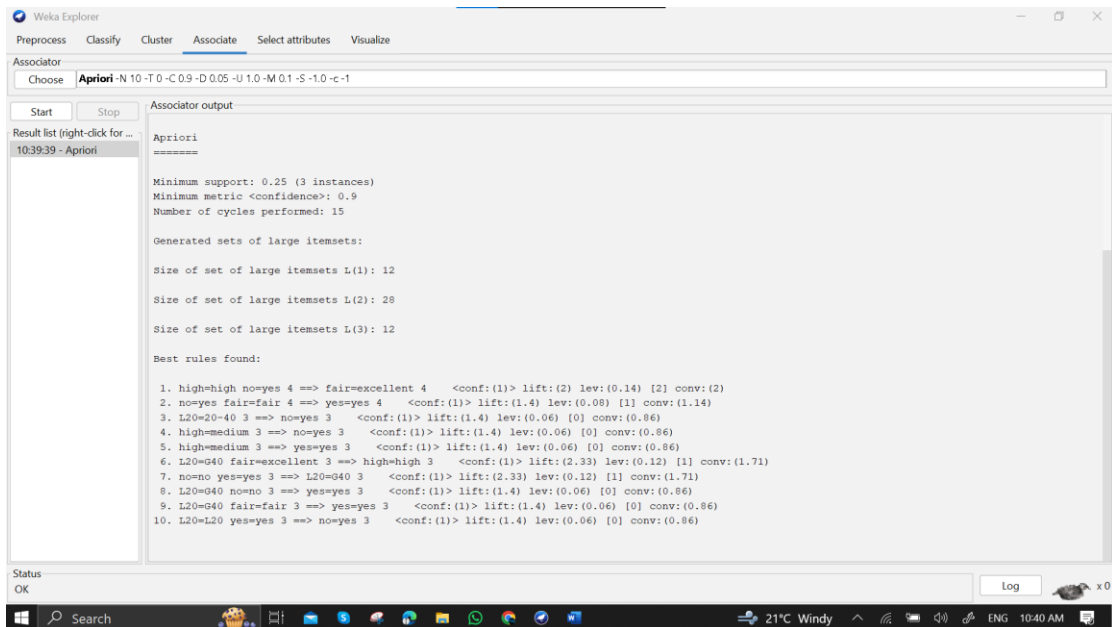 Weka Explorer
Preprocess Classify Cluster Associate Select attributes Visualize
Associator
Choose Apriori -N 10 -T 0 -C 0.9 -D 0.05 -U 1.0 -M 0.1 -S -1.0 -c -1
Start Stop
Associator output
Result list (right-click for ...
10:39:39 - Apriori
Apriori
=======
Minimum support: 0.25 (3 instances)
Minimum metric <confidence>: 0.9
Number of cycles performed: 15
Generated sets of large itemsets:
Size of set of large itemsets L(1): 12
Size of set of large itemsets L(2): 28
Size of set of large itemsets L(3): 12
Best rules found:
1. high=high no=yes 4 ==> fair=excellent 4 <conf:(1)> lift:(2) lev:(0.14) [2] conv:(2)
2. no=yes fair=fair 4 ==> yes=yes 4 <conf:(1)> lift:(1.4) lev:(0.08) [1] conv:(1.14)
3. L20=20-40 3 ==> no=yes 3 <conf:(1)> lift:(1.4) lev:(0.06) [0] conv:(0.86)
4. high=medium 3 ==> no=yes 3 <conf:(1)> lift:(1.4) lev:(0.06) [0] conv:(0.86)
5. high=medium 3 ==> yes=yes 3 <conf:(1)> lift:(1.4) lev:(0.06) [0] conv:(0.86)
6. L20=G40 fair=excellent 3 ==> high=high 3 <conf:(1)> lift:(2.33) lev:(0.12) [1] conv:(1.71)
7. no=no yes=yes 3 ==> L20=G40 3 <conf:(1)> lift:(2.33) lev:(0.12) [1] conv:(1.71)
8. L20=G40 no=no 3 ==> yes=yes 3 <conf:(1)> lift:(1.4) lev:(0.06) [0] conv:(0.86)
9. L20=G40 fair=fair 3 ==> yes=yes 3 <conf:(1)> lift:(1.4) lev:(0.06) [0] conv:(0.86)
10. L20=L20 yes=yes 3 ==> no=yes 3 <conf:(1)> lift:(1.4) lev:(0.06) [0] conv:(0.86)
Status
OK
Log x 0
Search 21°C Windy ENG 10:40 AM